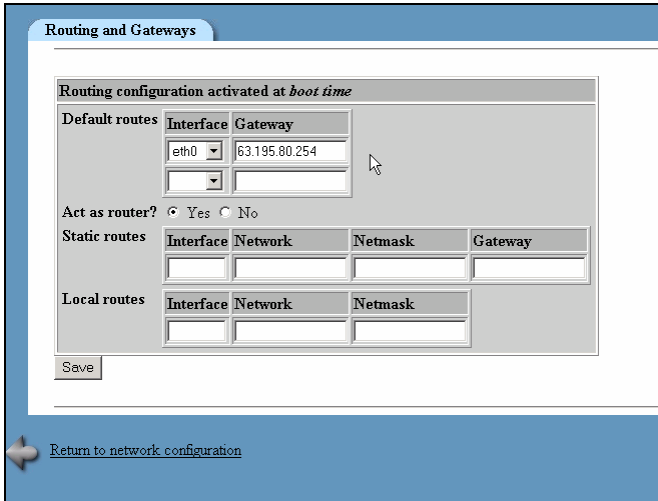 Routing and Gateways
Routing configuration activated at boot time
Default routes Interface Gateway
eth0 63.195.80.254
Act as router? Yes No
Static routes Interface Network Netmask Gateway
Local routes Interface Network Netmask
Save
Return to network configuration